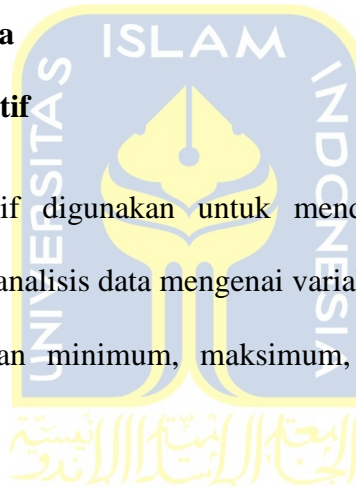 a
ISLAM
UNIVERSITAS
INDONESIA
tif
if digunakan untuk mend
analisis data mengenai varia
an minimum, maksimum,